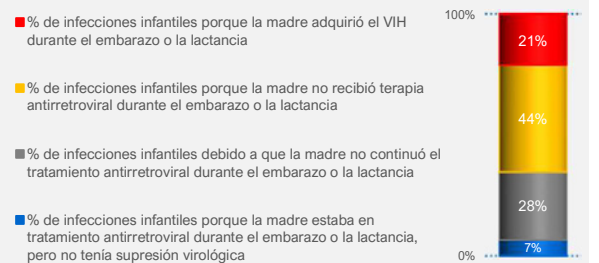 % de infecciones infantiles porque la madre adquirió el VIH
durante el embarazo o la lactancia
% de infecciones infantiles porque la madre no recibió terapia
antirretroviral durante el embarazo o la lactancia
% de infecciones infantiles debido a que la madre no continuó el
tratamiento antirretroviral durante el embarazo o la lactancia
% de infecciones infantiles porque la madre estaba en
tratamiento antirretroviral durante el embarazo o la lactancia,
pero no tenía supresión virológica
100%
21%
44%
28%
7%
0%